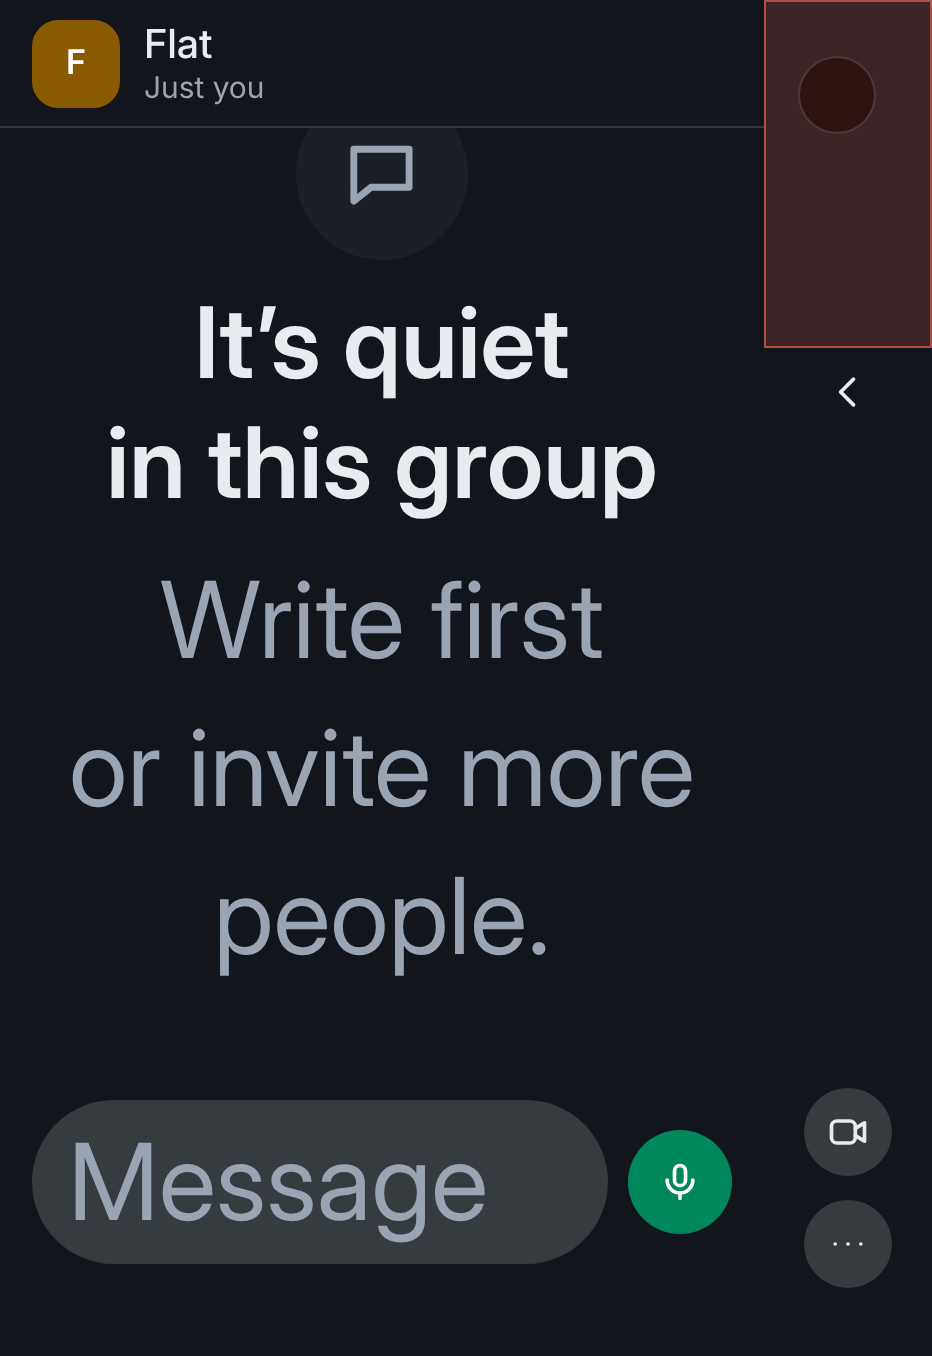 F
Flat
Just you
It’s quiet
in this group
Write first
or invite more
people.
Message